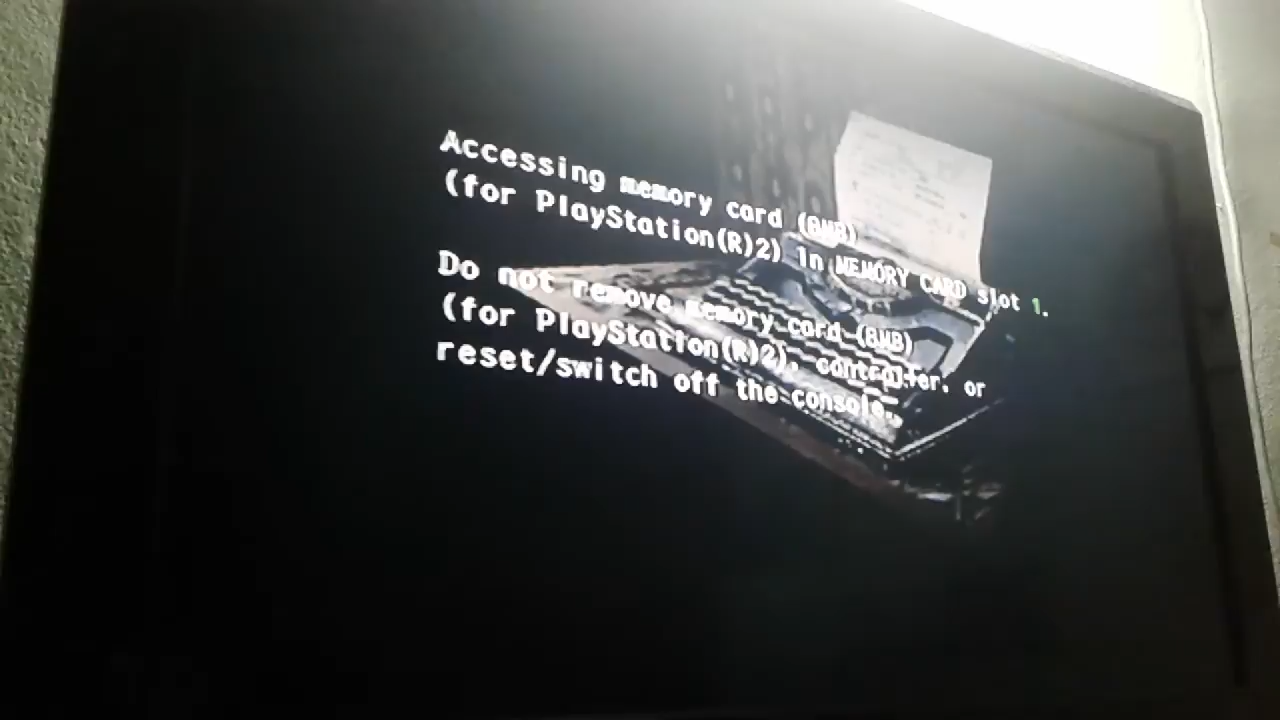 Accessing memory card (8MB)
(for PlayStation(R)2) in MEMORY CARD slot 1.
Do not remove memory card (8MB)
(for PlayStation(R)2), controller, or
reset/switch off the console.